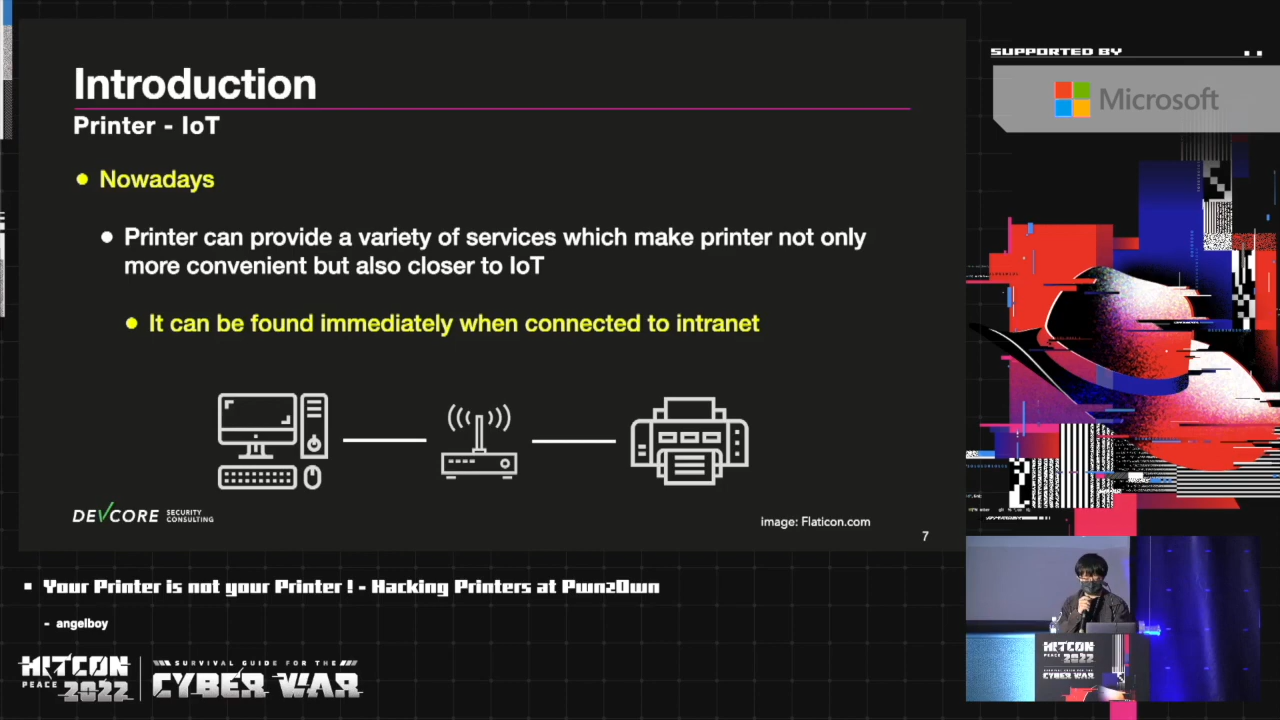 Introduction
Printer - IoT
Nowadays
Printer can provide a variety of services which make printer not only
more convenient but also closer to IoT
It can be found immediately when connected to intranet
DEVCORE SECURITY
CONSULTING
image: Flaticon.com
7
SUPPORTED BY
Microsoft
Your Printer is not your Printer ! - Hacking Printers at Pwn2Own
- angelboy
HITCON
PEACE 2022
SURVIVAL GUIDE FOR THE
CYBER WAR
HITCON
PEACE 2022
CYBER WAR